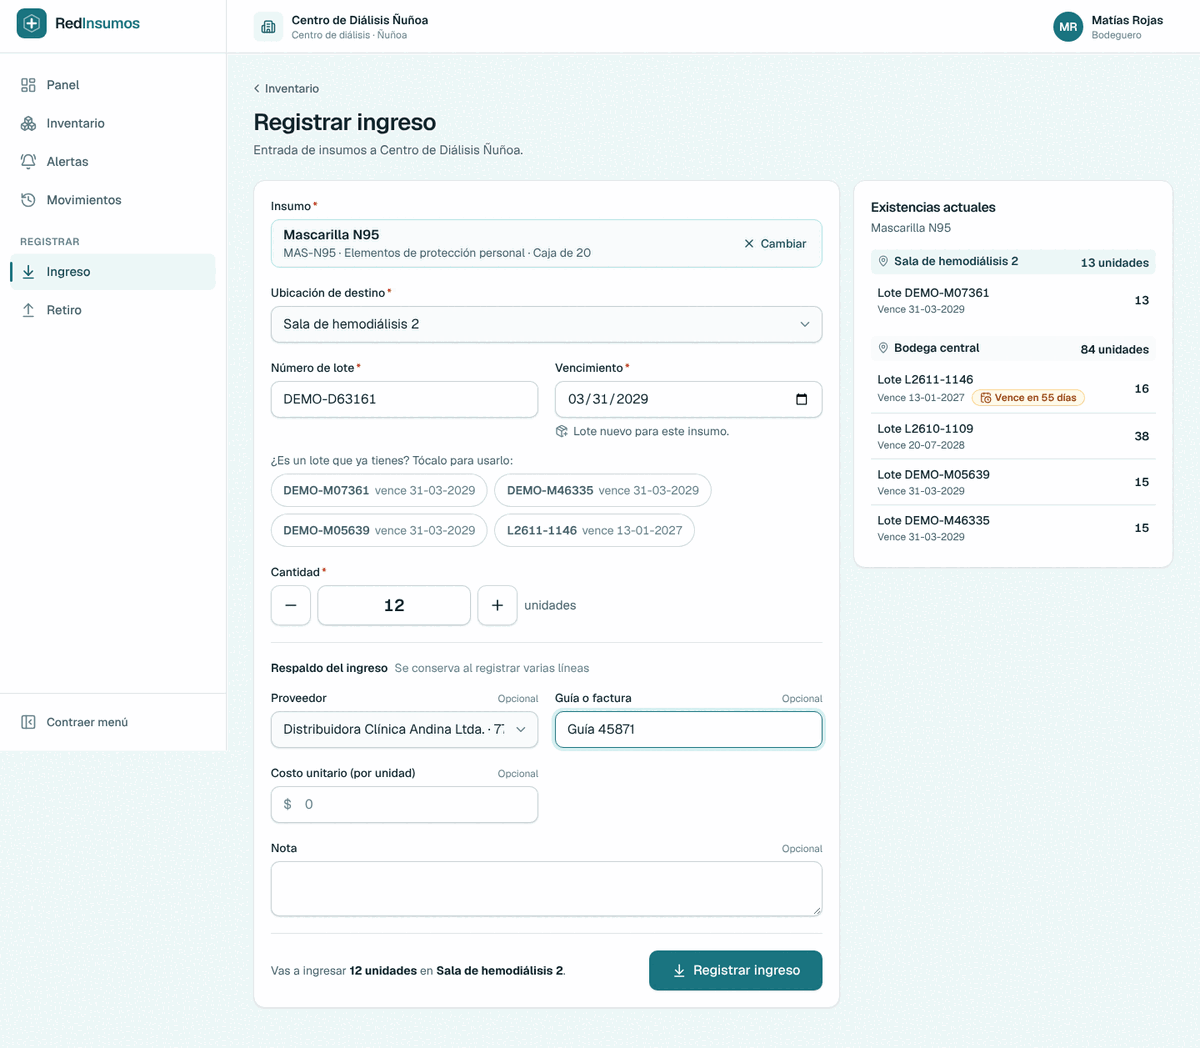 RedInsumos
Centro de Diálisis Ñuñoa
Centro de diálisis · Ñuñoa
MR
Matías Rojas
Bodeguero
Panel
Inventario
Alertas
Movimientos
REGISTRAR
Ingreso
Retiro
Contraer menú
Inventario
Registrar ingreso
Entrada de insumos a Centro de Diálisis Ñuñoa.
Insumo*
Mascarilla N95
MAS-N95 · Elementos de protección personal · Caja de 20
Cambiar
Ubicación de destino*
Sala de hemodiálisis 2
Número de lote*
Vencimiento*
DEMO-D63161
03/31/2029
Lote nuevo para este insumo.
¿Es un lote que ya tienes? Tócalo para usarlo:
DEMO-M07361 vence 31-03-2029
DEMO-M46335 vence 31-03-2029
DEMO-M05639 vence 31-03-2029
L2611-1146 vence 13-01-2027
Cantidad*
− 12 + unidades
Respaldo del ingreso Se conserva al registrar varias líneas
Proveedor Opcional
Guía o factura Opcional
Distribuidora Clínica Andina Ltda. · 7
Guía 45871
Costo unitario (por unidad) Opcional
$ 0
Nota Opcional
Vas a ingresar 12 unidades en Sala de hemodiálisis 2.
Registrar ingreso
Existencias actuales
Mascarilla N95
Sala de hemodiálisis 2 13 unidades
Lote DEMO-M07361
Vence 31-03-2029
13
Bodega central 84 unidades
Lote L2611-1146
Vence 13-01-2027 Vence en 55 días
16
Lote L2610-1109
Vence 20-07-2028
38
Lote DEMO-M05639
Vence 31-03-2029
15
Lote DEMO-M46335
Vence 31-03-2029
15